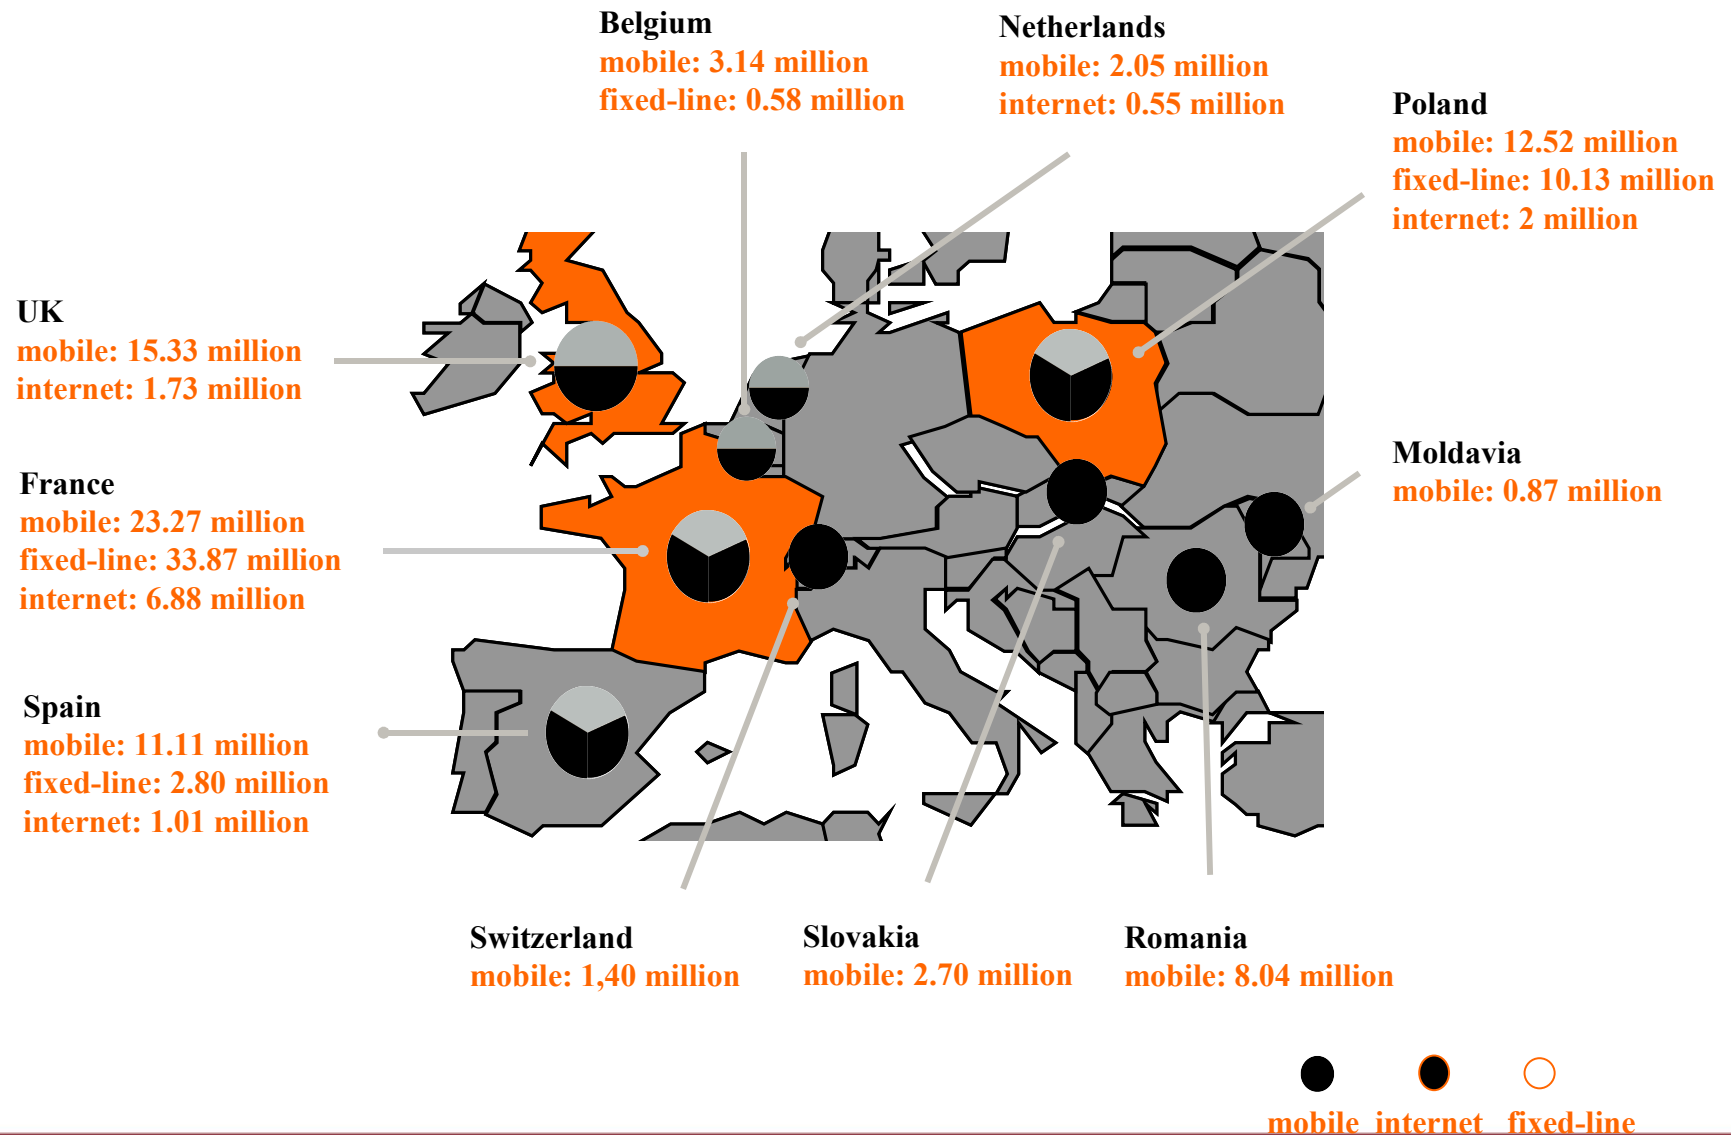 Belgium
mobile: 3.14 million
fixed-line: 0.58 million
Netherlands
mobile: 2.05 million
internet: 0.55 million
Poland
mobile: 12.52 million
fixed-line: 10.13 million
internet: 2 million
UK
mobile: 15.33 million
internet: 1.73 million
Moldavia
mobile: 0.87 million
France
mobile: 23.27 million
fixed-line: 33.87 million
internet: 6.88 million
Spain
mobile: 11.11 million
fixed-line: 2.80 million
internet: 1.01 million
Switzerland
mobile: 1,40 million
Slovakia
mobile: 2.70 million
Romania
mobile: 8.04 million
mobile internet fixed-line